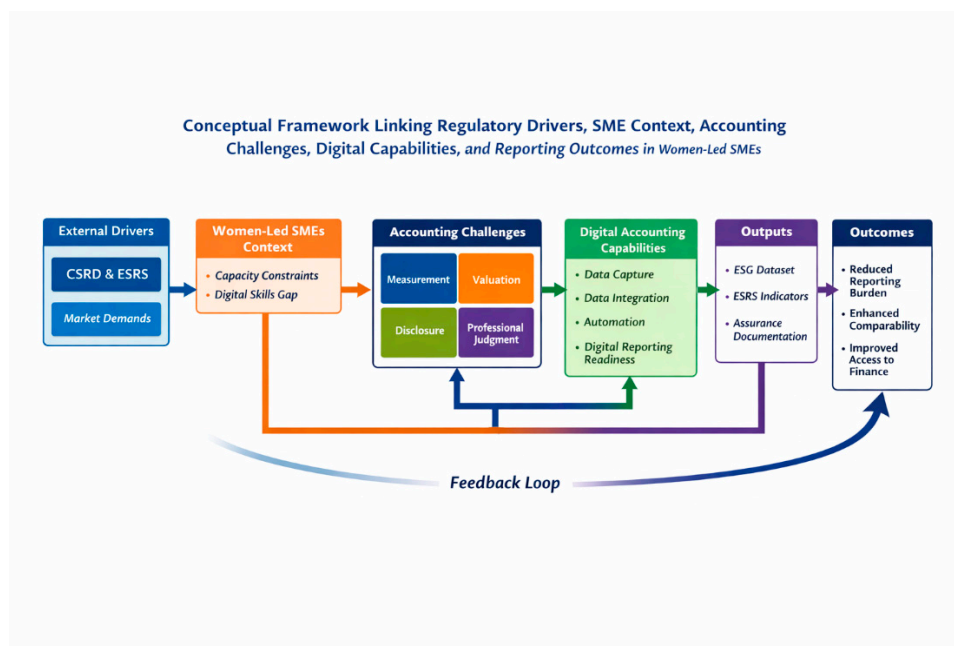 Conceptual Framework Linking Regulatory Drivers, SME Context, Accounting
Challenges, Digital Capabilities, and Reporting Outcomes in Women-Led SMEs
External Drivers
CSRD & ESRS
Market Demands
Women-Led SMEs
Context
• Capacity Constraints
• Digital Skills Gap
Accounting Challenges
Measurement
Valuation
Disclosure
Professional
Judgment
Digital Accounting
Capabilities
• Data Capture
• Data Integration
• Automation
• Digital Reporting
Readiness
Outputs
• ESG Dataset
• ESRS Indicators
• Assurance
Documentation
Outcomes
• Reduced
Reporting
Burden
• Enhanced
Comparability
• Improved
Access to
Finance
Feedback Loop